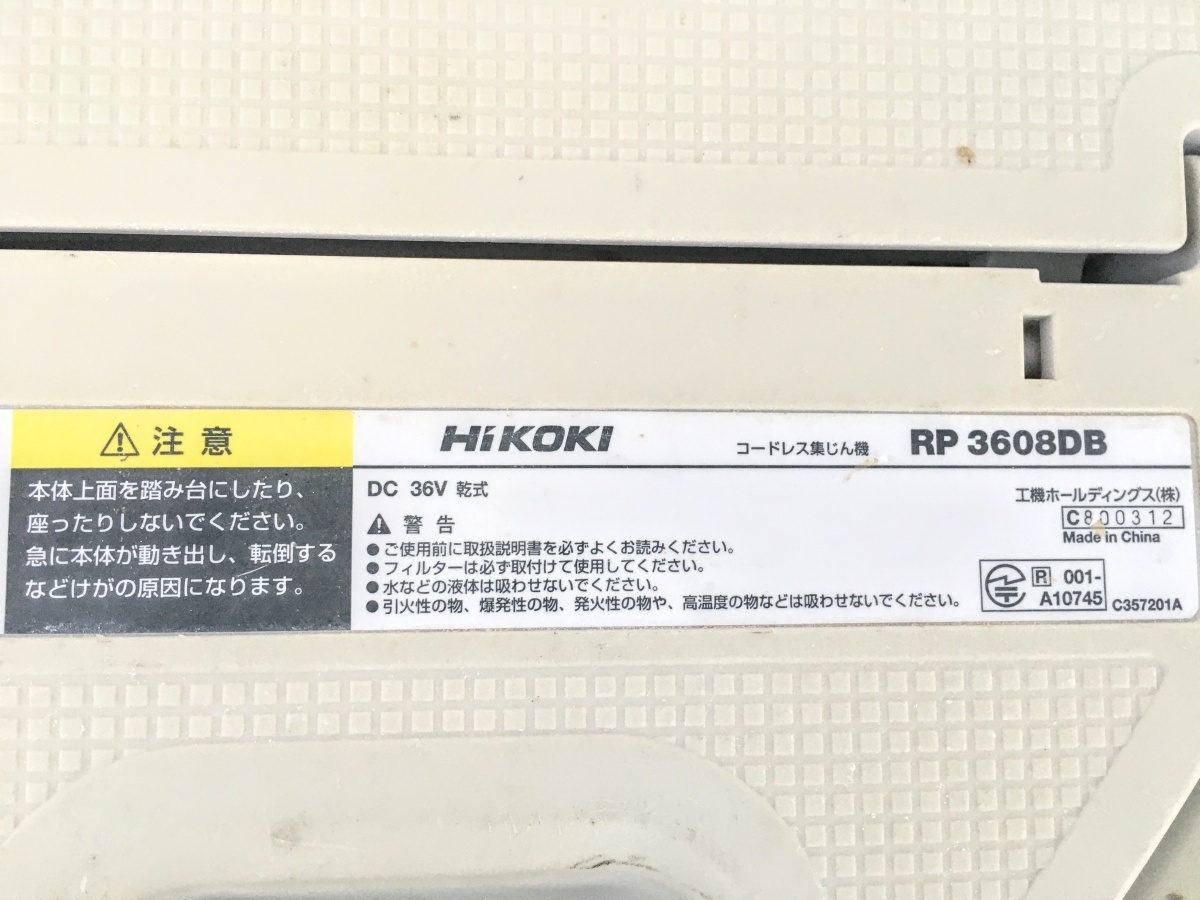 ⚠ 注意
本体上面を踏み台にしたり、
座ったりしないでください。
急に本体が動き出し、転倒する
などけがの原因になります。
HiKOKI コードレス集じん機 RP 3608DB
DC 36V 乾式
⚠ 警告
●ご使用前に取扱説明書を必ずよくお読みください。
●フィルターは必ず取付けて使用してください。
●水などの液体は吸わせないでください。
●引火性の物、爆発性の物、発火性の物や、高温度の物などは吸わせないでください。
工機ホールディングス(株)
C800312
Made in China
R 001-
A10745
C357201A